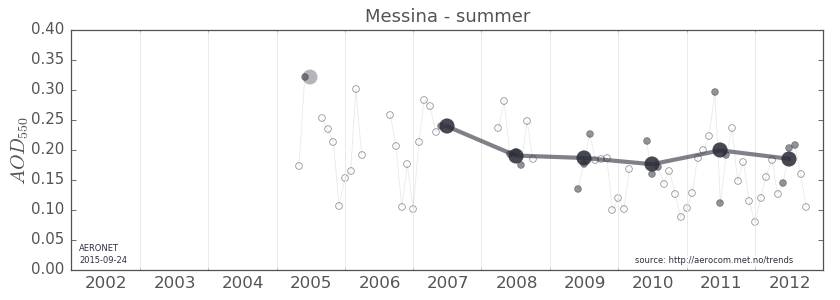 Messina - summer
0.40
0.35
0.30
0.25
0.20
0.15
0.10
0.05
0.00
AOD550
AERONET
2015-09-24
source: http://aerocom.met.no/trends
2002 2003 2004 2005 2006 2007 2008 2009 2010 2011 2012